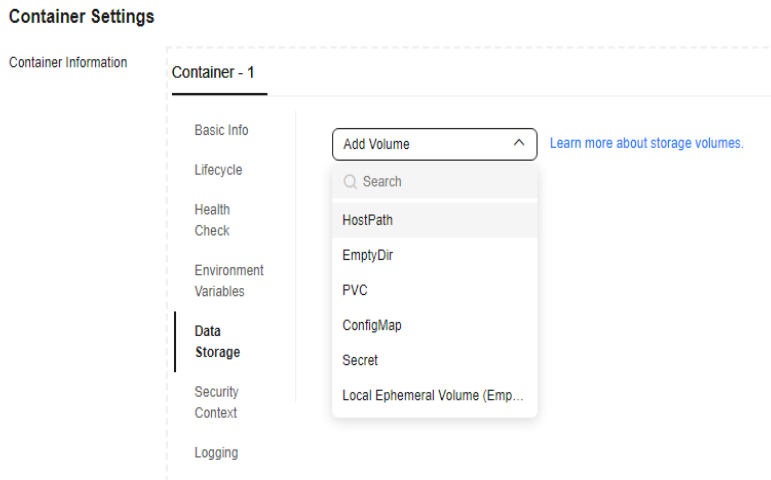 Container Settings
Container Information
Container - 1
Basic Info
Lifecycle
Health
Check
Environment
Variables
Data
Storage
Security
Context
Logging
Add Volume
Learn more about storage volumes.
Search
HostPath
EmptyDir
PVC
ConfigMap
Secret
Local Ephemeral Volume (Emp...